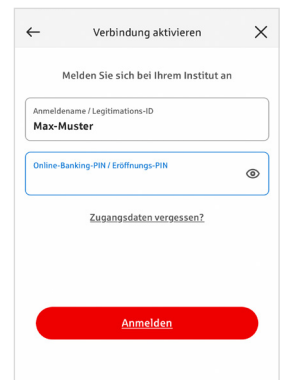 Verbindung aktivieren
Melden Sie sich bei Ihrem Institut an
Anmeldename / Legitimations-ID
Max-Muster
Online-Banking-PIN / Eröffnungs-PIN
Zugangsdaten vergessen?
Anmelden